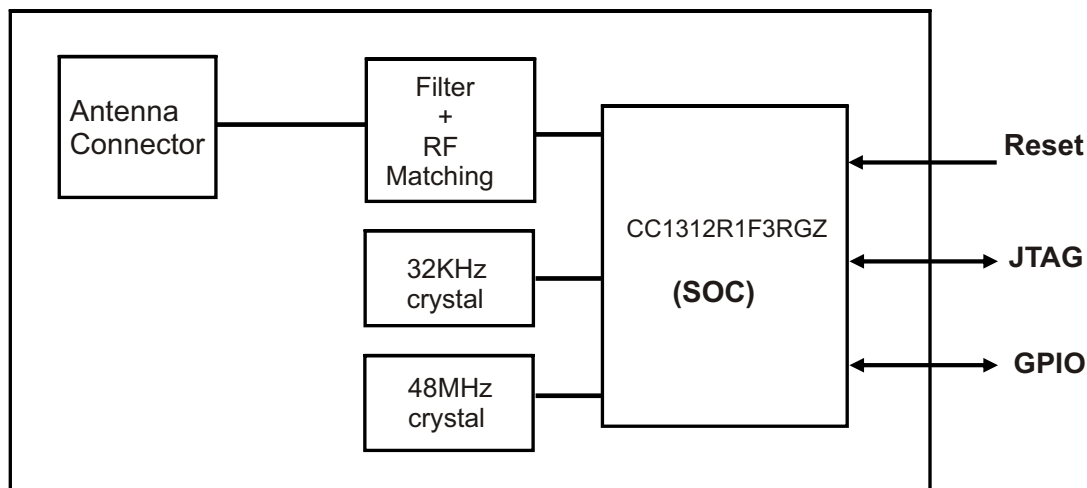 Antenna
Connector
Filter
+
RF
Matching
32KHz
crystal
48MHz
crystal
CC1312R1F3RGZ
(SOC)
Reset
JTAG
GPIO